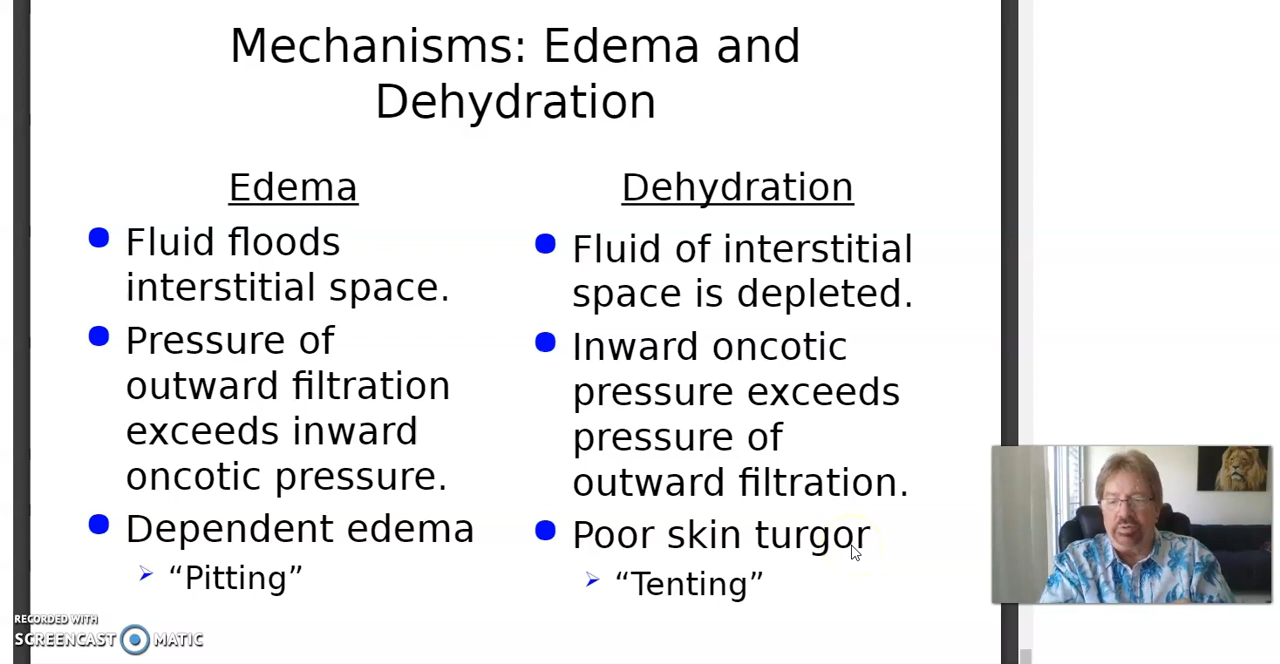 Mechanisms: Edema and
Dehydration
Edema
Fluid floods
interstitial space.
Pressure of
outward filtration
exceeds inward
oncotic pressure.
Dependent edema
“Pitting”
Dehydration
Fluid of interstitial
space is depleted.
Inward oncotic
pressure exceeds
pressure of
outward filtration.
Poor skin turgor
“Tenting”
RECORDED WITH
SCREENCAST MATIC